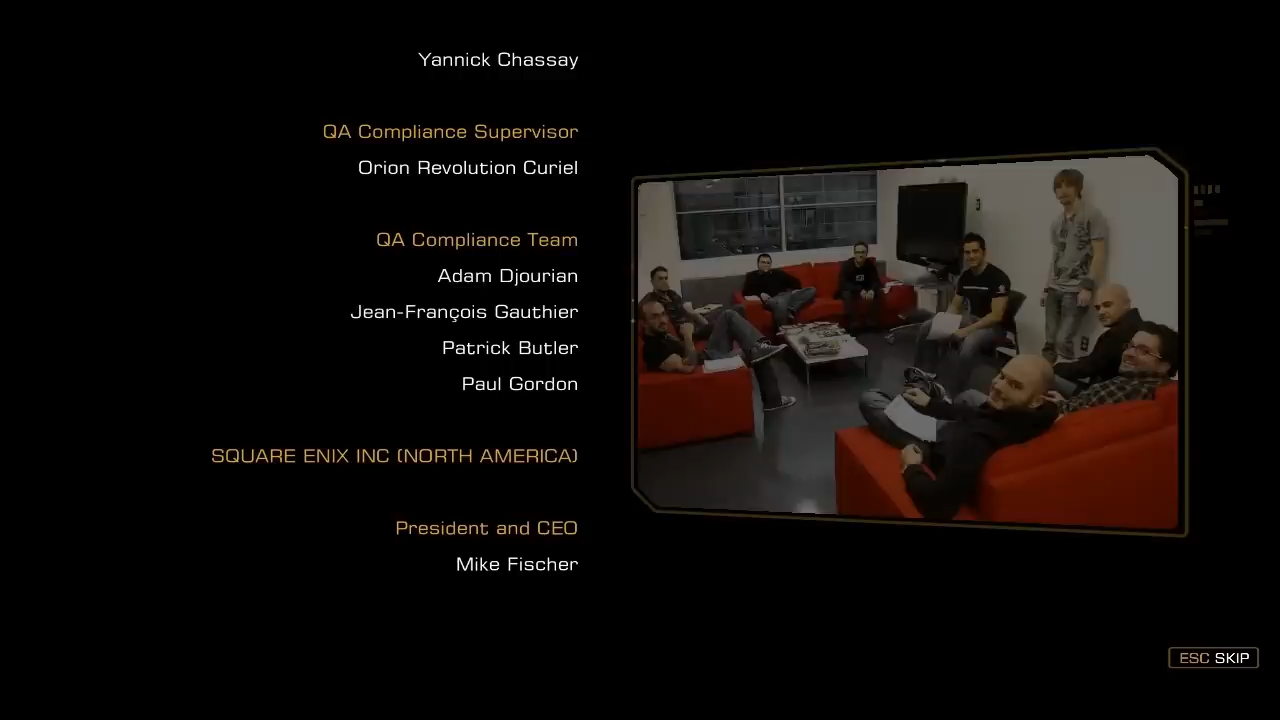 Yannick Chassay
QA Compliance Supervisor
Orion Revolution Curiel
QA Compliance Team
Adam Djourian
Jean-François Gauthier
Patrick Butler
Paul Gordon
SQUARE ENIX INC (NORTH AMERICA)
President and CEO
Mike Fischer
ESC SKIP